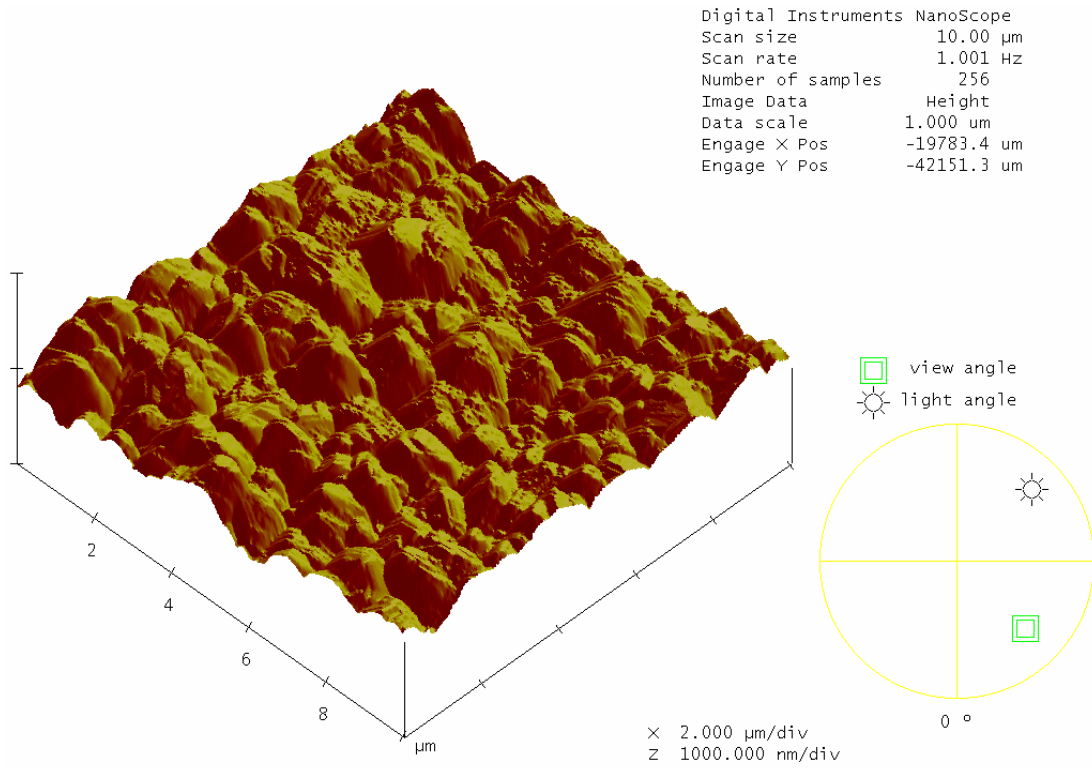 Digital Instruments NanoScope
Scan size 10.00 µm
Scan rate 1.001 Hz
Number of samples 256
Image Data Height
Data scale 1.000 um
Engage X Pos -19783.4 um
Engage Y Pos -42151.3 um
view angle
light angle
2
4
6
8
µm
0 º
X 2.000 µm/div
Z 1000.000 nm/div